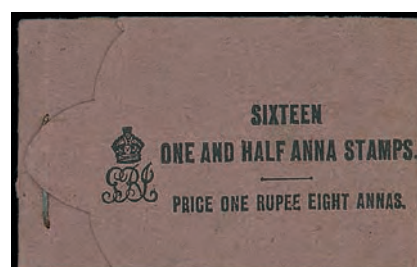 SIXTEEN
ONE AND HALF ANNA STAMPS.
PRICE ONE RUPEE EIGHT ANNAS.